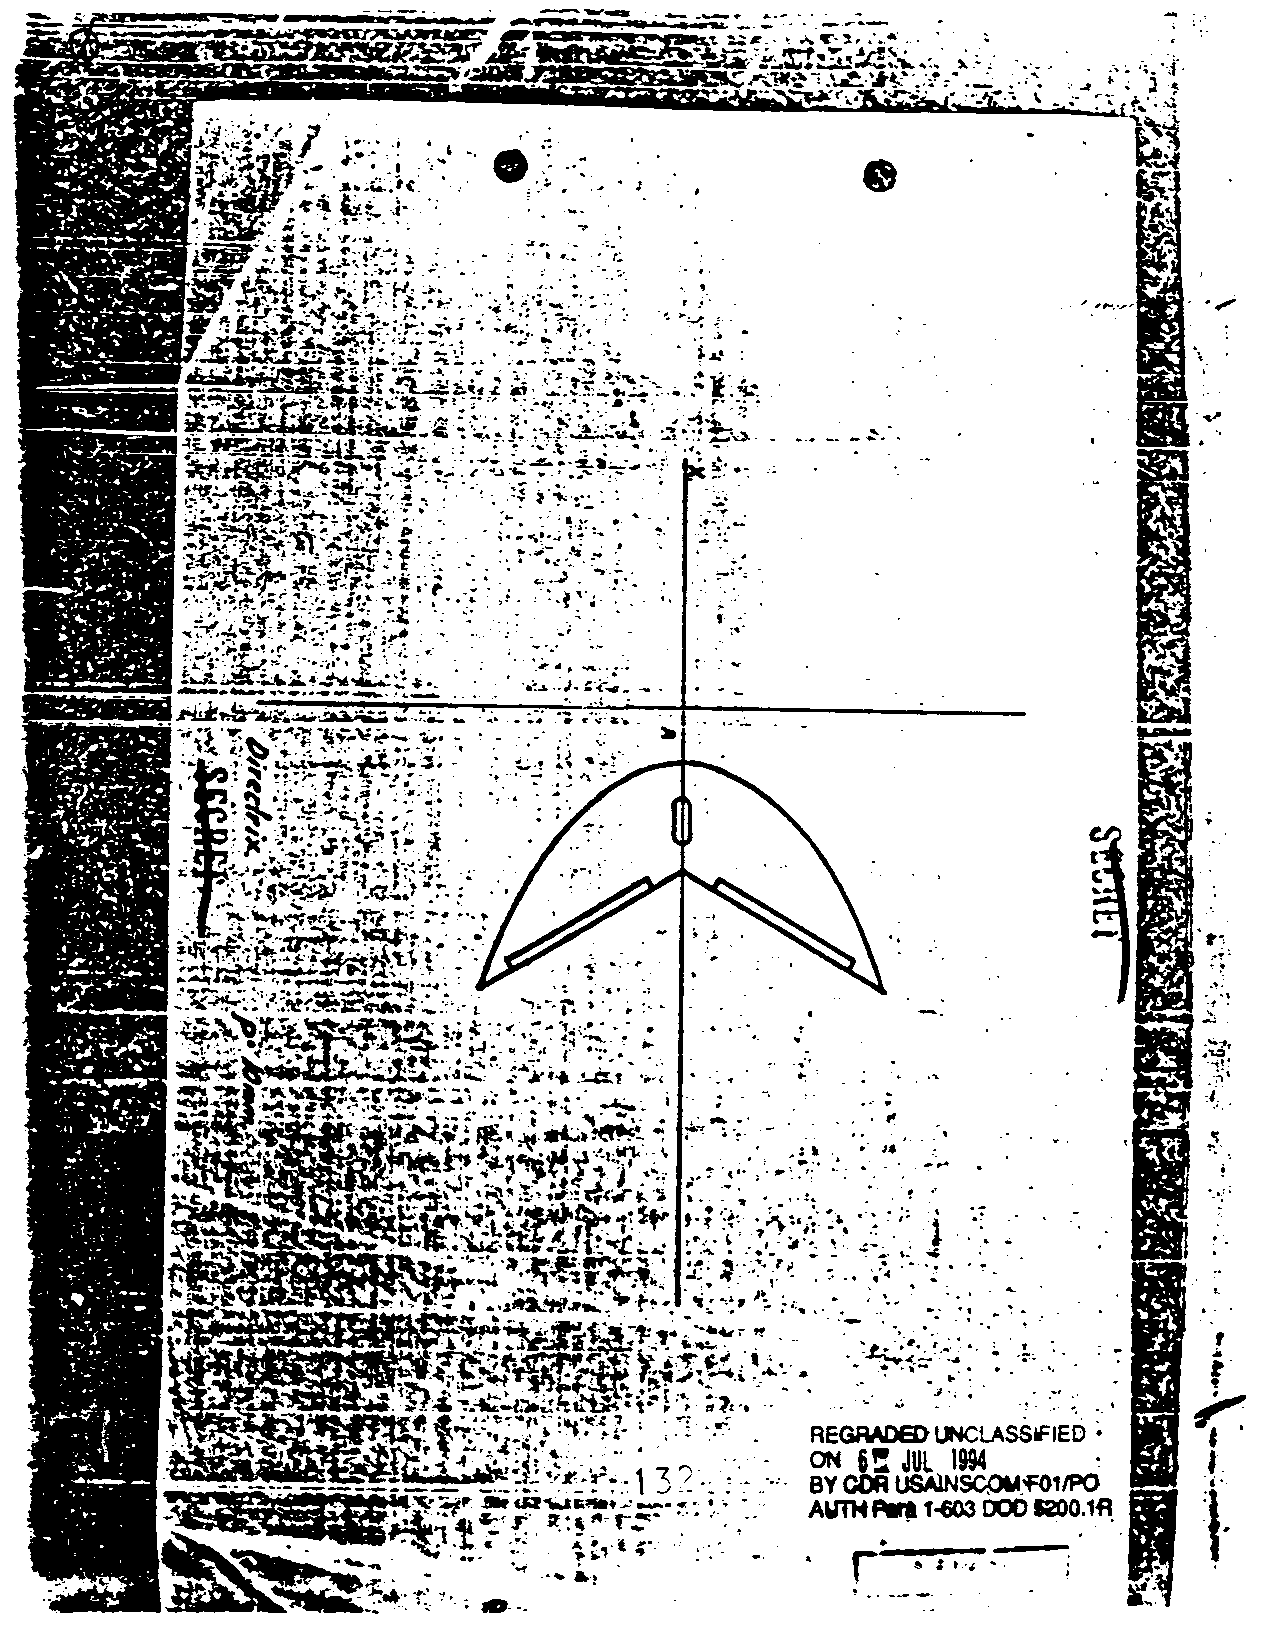 X
A
Directrix
SECRET
SECRET
132
REGRADED UNCLASSIFIED
ON 6 JUL 1994
BY CDR USAINSCOM F01/PO
AUTH Para 1-603 DOD 5200.1R